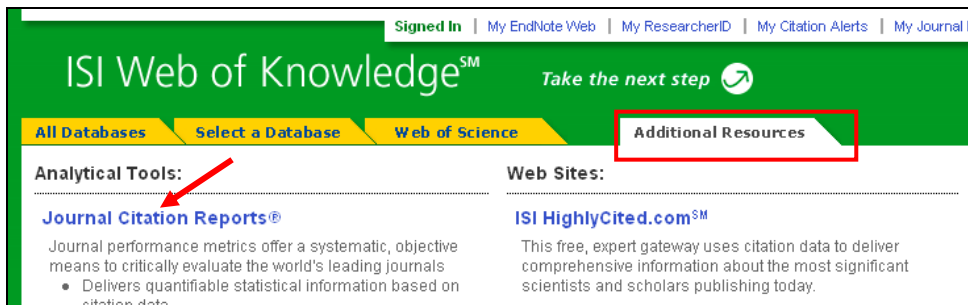 Signed In | My EndNote Web | My ResearcherID | My Citation Alerts | My Journal
ISI Web of Knowledge℠ Take the next step
All Databases Select a Database Web of Science Additional Resources
Analytical Tools:
Journal Citation Reports®
Journal performance metrics offer a systematic, objective
means to critically evaluate the world's leading journals
• Delivers quantifiable statistical information based on
citation data
Web Sites:
ISI HighlyCited.com℠
This free, expert gateway uses citation data to deliver
comprehensive information about the most significant
scientists and scholars publishing today.